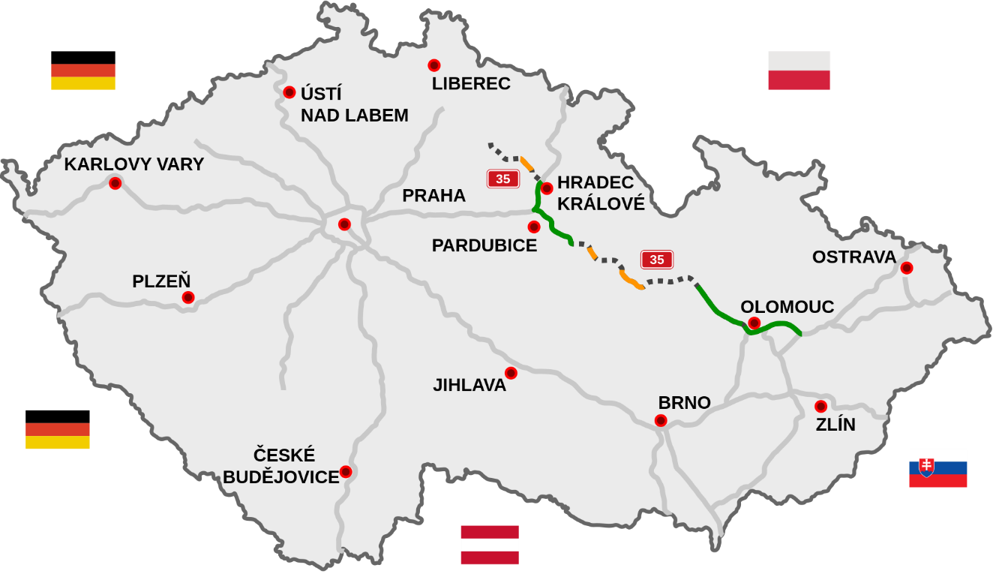 LIBEREC
ÚSTÍ
NAD LABEM
KARLOVY VARY
35
HRADEC
KRÁLOVÉ
PRAHA
PARDUBICE
35
OSTRAVA
PLZEŇ
OLOMOUC
JIHLAVA
BRNO
ZLÍN
ČESKÉ
BUDĚJOVICE